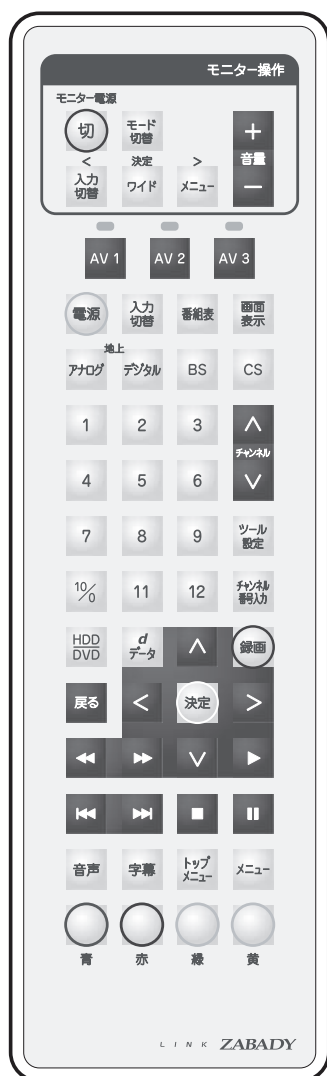 モニター操作
モニター電源
切 モード切替 +
< 決定 > 音量
入力切替 ワイド メニュー −
AV 1 AV 2 AV 3
電源 入力切替 番組表 画面表示
地上
アナログ デジタル BS CS
1 2 3
チャンネル
4 5 6
7 8 9 ツール設定
10/0 11 12 チャンネル番号入力
HDD/DVD dデータ 録画
戻る 決定
音声 字幕 トップメニュー メニュー
青 赤 緑 黄
LINK ZABADY